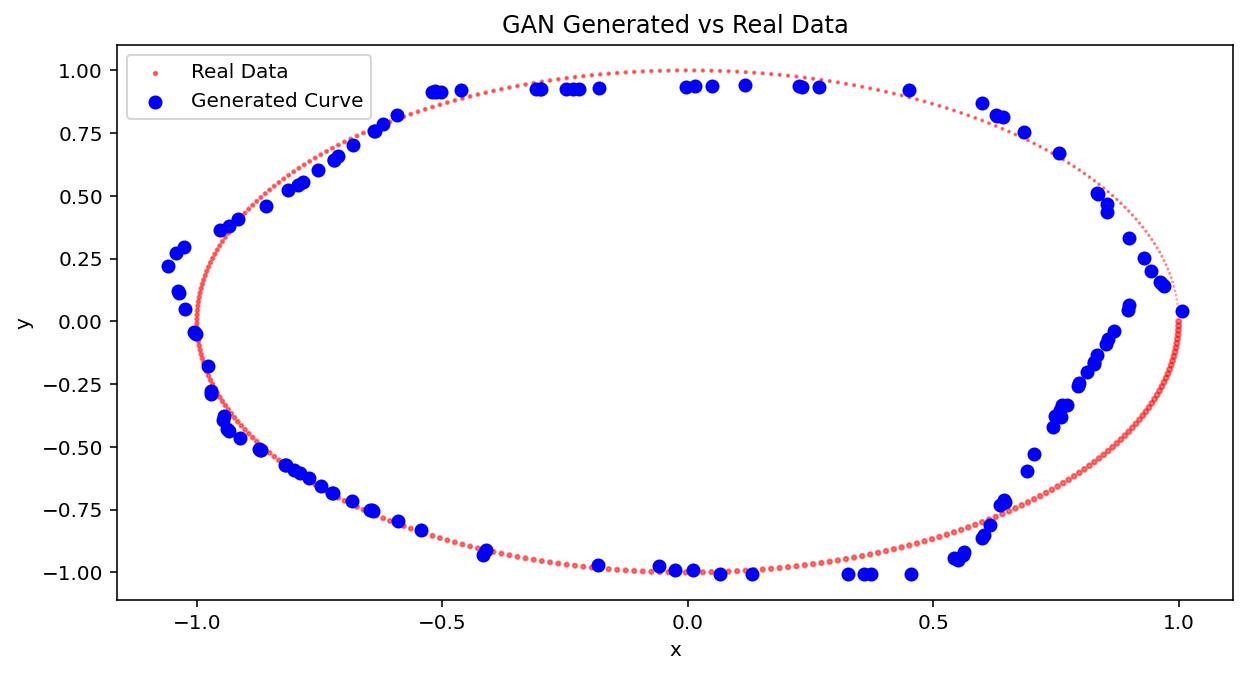 GAN Generated vs Real Data
Real Data
Generated Curve
1.00
0.75
0.50
0.25
0.00
−0.25
−0.50
−0.75
−1.00
y
−1.0 −0.5 0.0 0.5 1.0
x